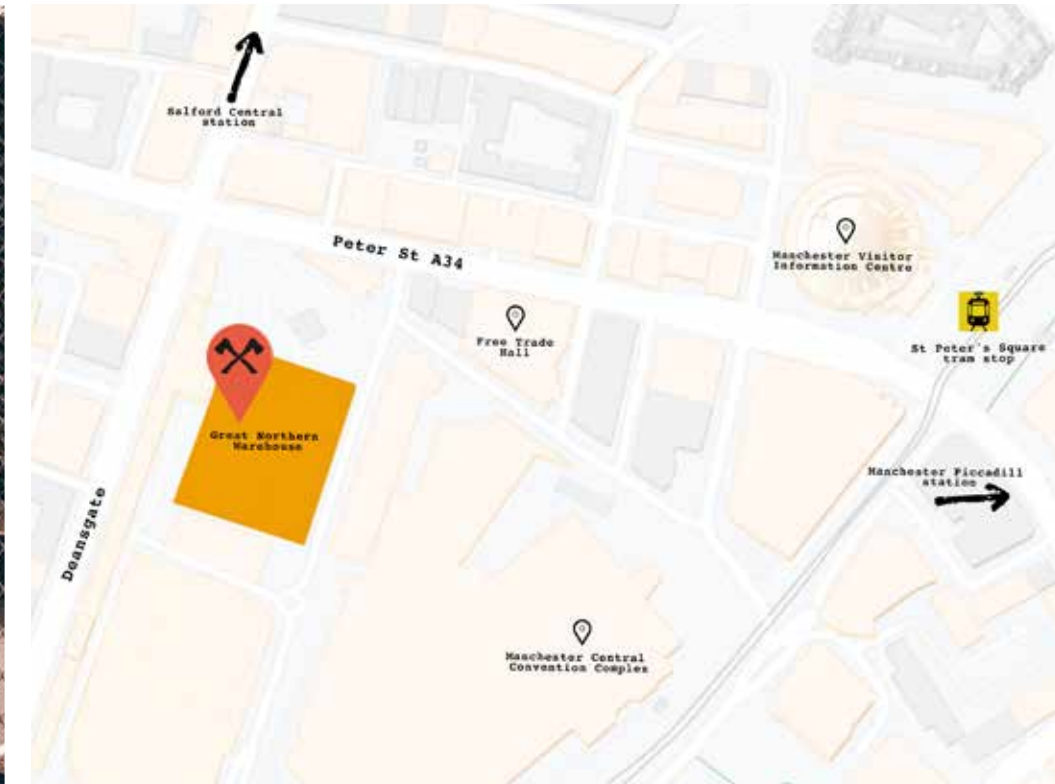 Salford Central
station
Peter St A34
Manchester Visitor
Information Centre
Free Trade
Hall
St Peter's Square
tram stop
Great Northern
Warehouse
Manchester Piccadill
station
Deansgate
Manchester Central
Convention Complex